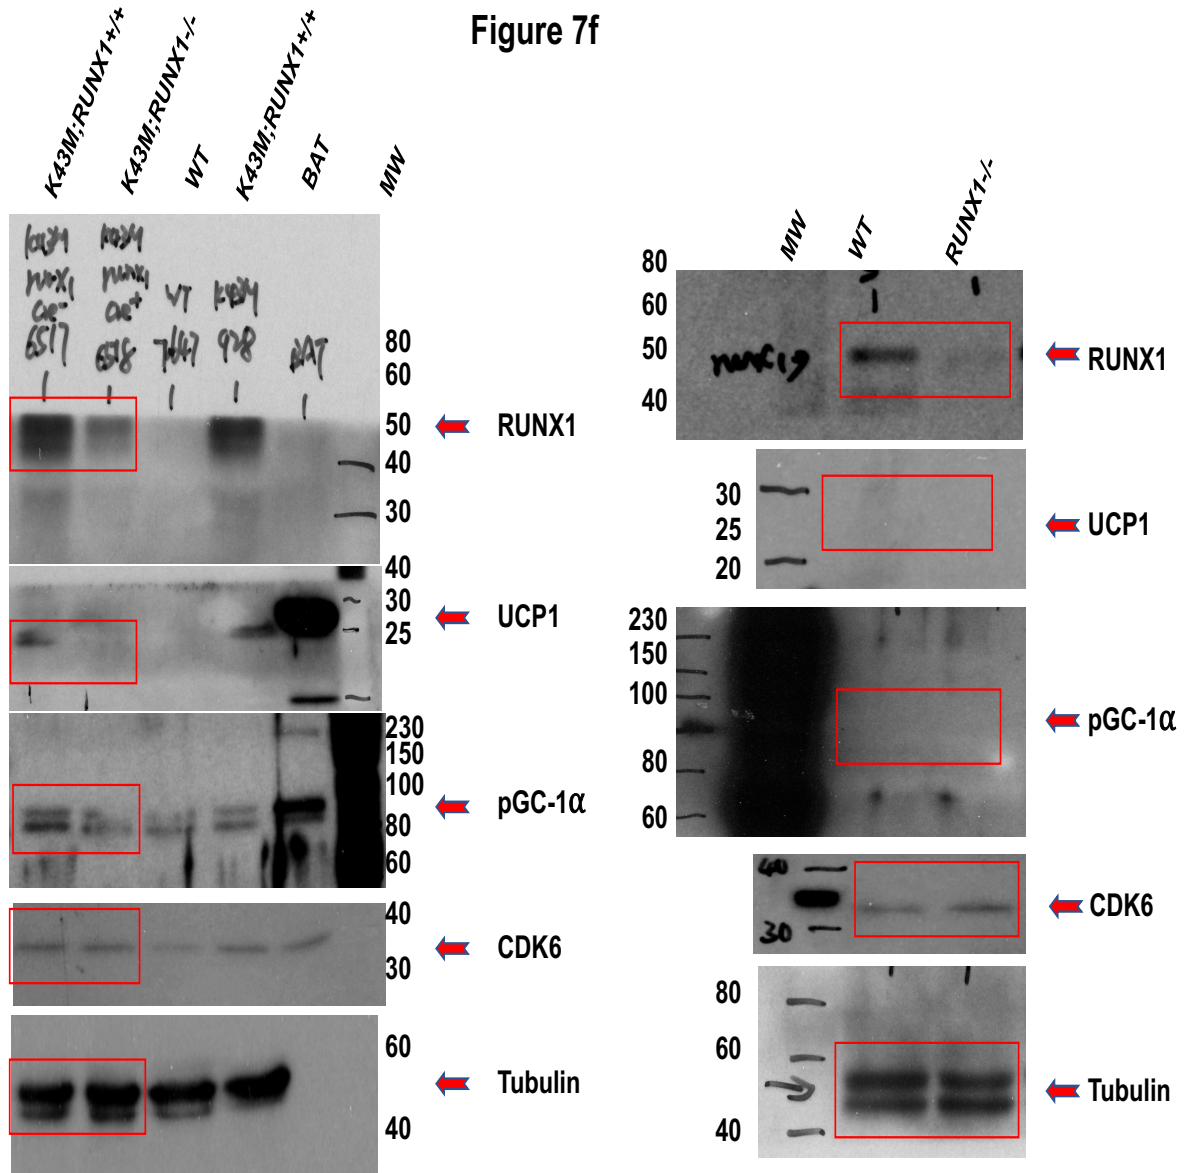 Figure 7f
K43M;RUNX1+/+
K43M;RUNX1-/-
WT
K43M;RUNX1+/+
BAT
MW
K43M K43M
runx1 runx1
cre- cre+ WT K43M
6517 6518 7647 928 BAT
80
60
50
40
30
RUNX1
40
30
25
UCP1
230
150
100
80
60
pGC-1α
40
30
CDK6
60
40
Tubulin
MW
WT
RUNX1-/-
80
60
50
40
RUNX1
30
25
20
UCP1
230
150
100
80
60
pGC-1α
40
30
CDK6
80
60
40
Tubulin